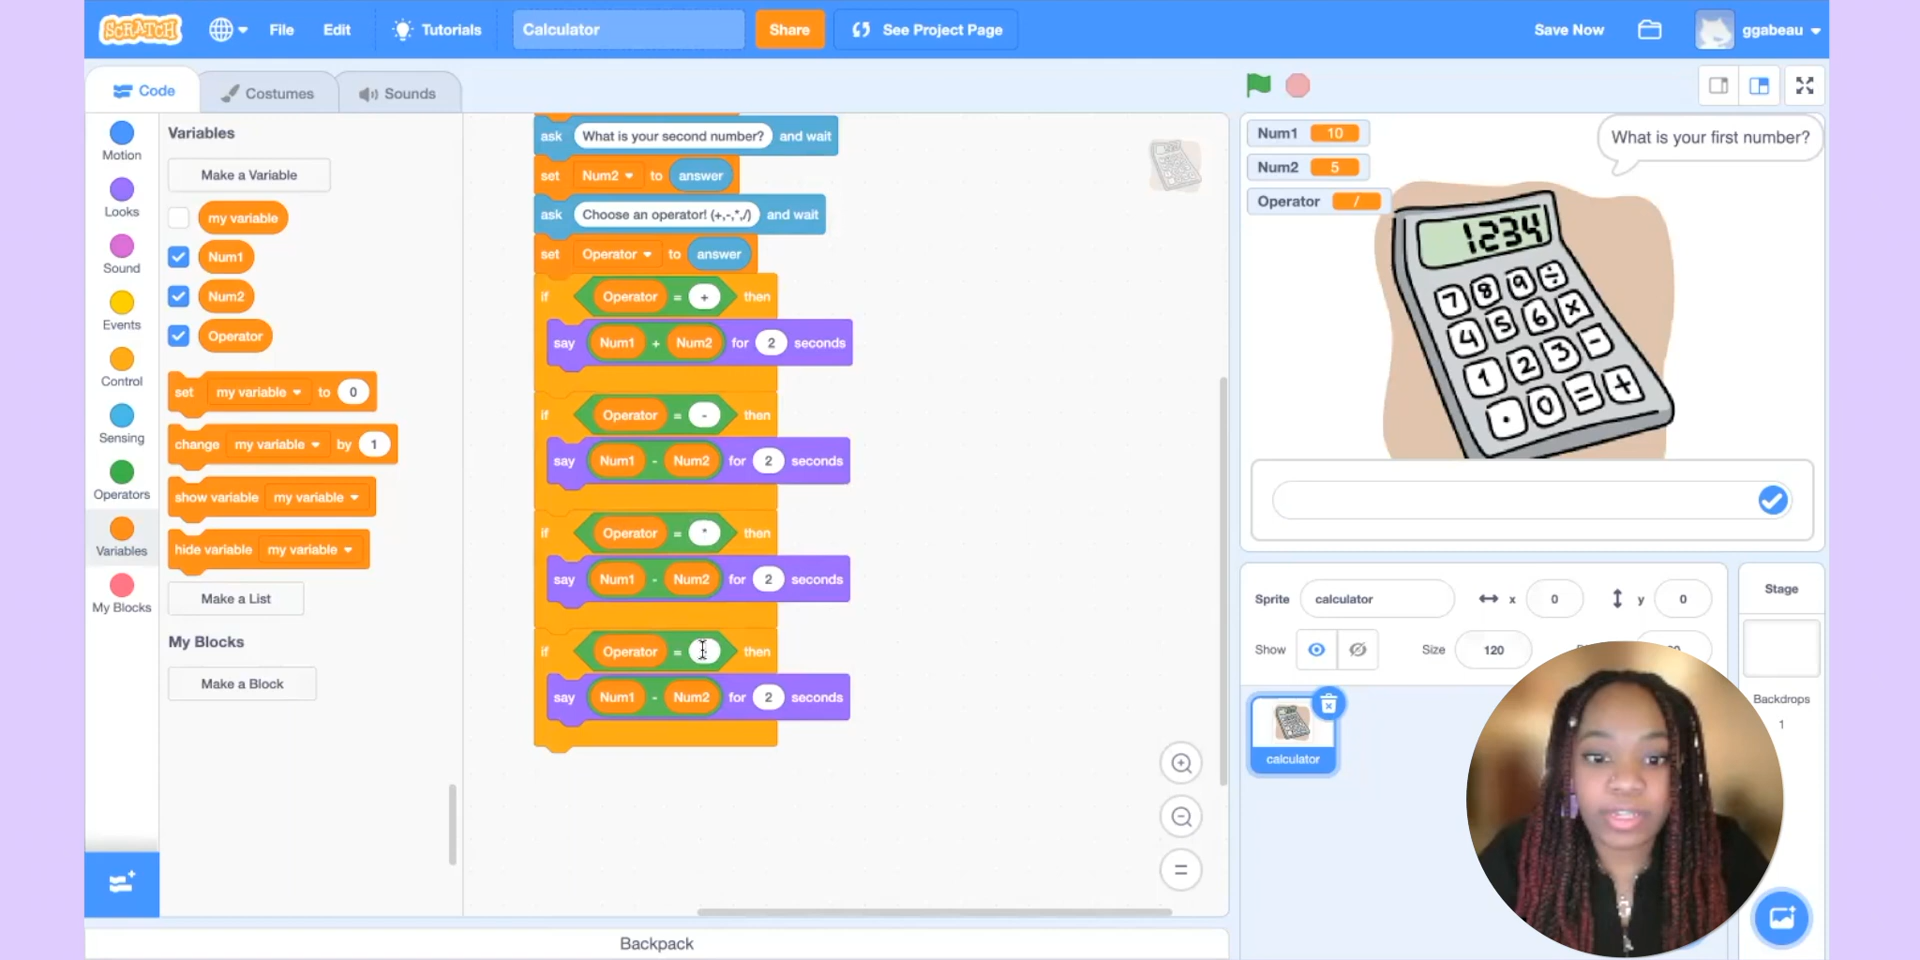 SCRATCH
File
Edit
Tutorials
Calculator
Share
See Project Page
Save Now
ggabeau
Code
Costumes
Sounds
Motion
Looks
Sound
Events
Control
Sensing
Operators
Variables
My Blocks
Variables
Make a Variable
my variable
Num1
Num2
Operator
set my variable to 0
change my variable by 1
show variable my variable
hide variable my variable
Make a List
My Blocks
Make a Block
ask What is your second number? and wait
set Num2 to answer
ask Choose an operator! (+,-,*,/) and wait
set Operator to answer
if Operator = + then
say Num1 + Num2 for 2 seconds
if Operator = - then
say Num1 - Num2 for 2 seconds
if Operator = * then
say Num1 - Num2 for 2 seconds
if Operator = then
say Num1 - Num2 for 2 seconds
Backpack
Num1 10
Num2 5
Operator /
What is your first number?
1234
7 8 9 ÷
4 5 6 x
1 2 3 -
. 0 = +
Sprite calculator x 0 y 0
Show Size 120
calculator
Stage
Backdrops
1